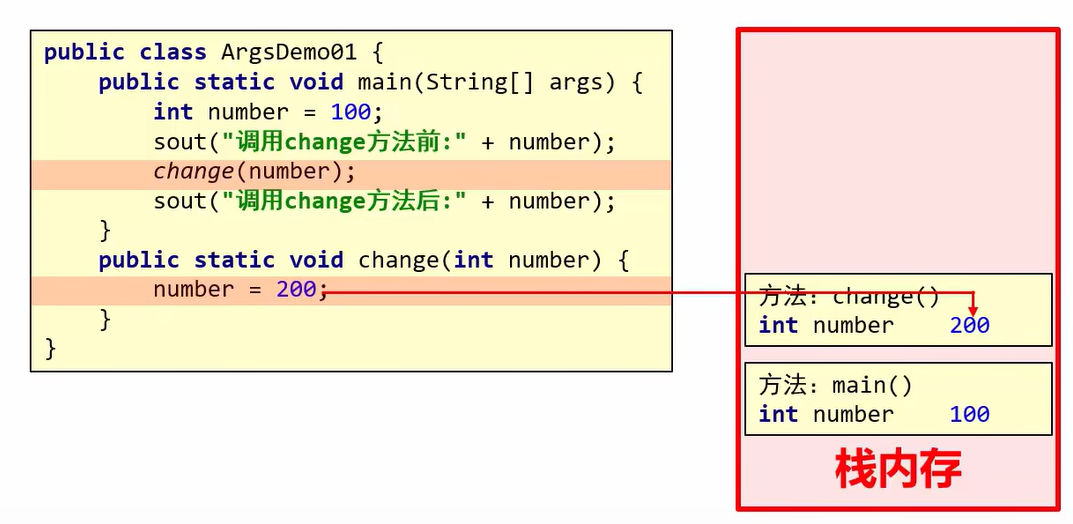 public class ArgsDemo01 {
public static void main(String[] args) {
int number = 100;
sout("调用change方法前:" + number);
change(number);
sout("调用change方法后:" + number);
}
public static void change(int number) {
number = 200;
}
}
方法: change()
int number 200
方法: main()
int number 100
栈内存